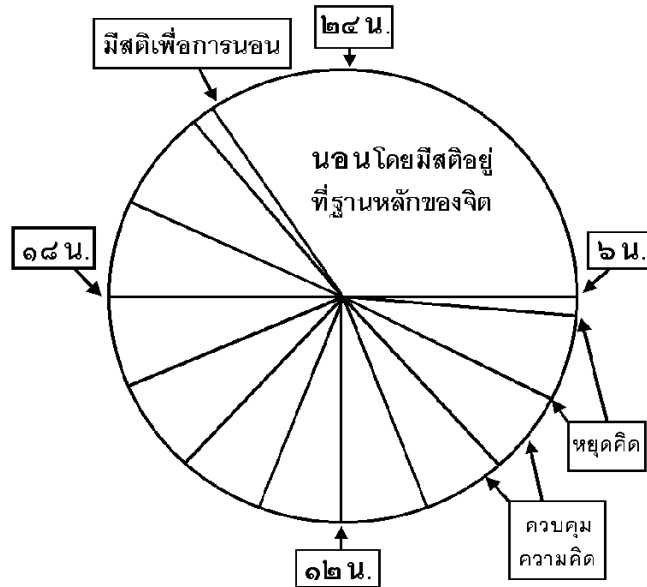 ๒๔ น.
มีสติเพื่อการนอน
นอนโดยมีสติอยู่
ที่ฐานหลักของจิต
๑๘ น.
๖ น.
หยุดคิด
ควบคุม
ความคิด
๑๒ น.